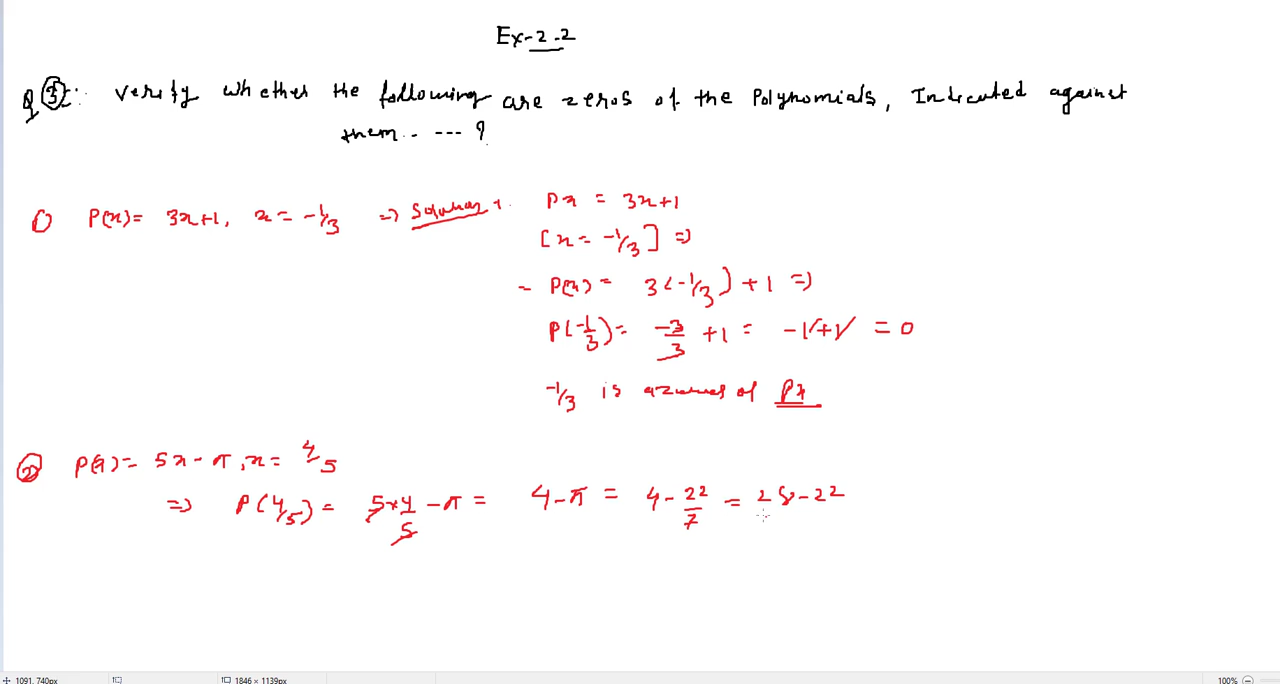 Ex-2.2
Q③:- verify whether the following are zeros of the Polynomials, Indicated against
them. - --- ?
① P(x) = 3x+1, x = -1/3 => Solution :. Px = 3x+1
[x = -1/3] =>
= P(x) = 3(-1/3) + 1 =>
P(-1/3) = -3/3 + 1 = -1+1 = 0
-1/3 is of Px
② P(x) = 5x - π, x = 4/5
=> P(4/5) = 5×4/5 - π = 4-π = 4 - 22/7 = 28-22
1091, 740px 1846 × 1139px 100%